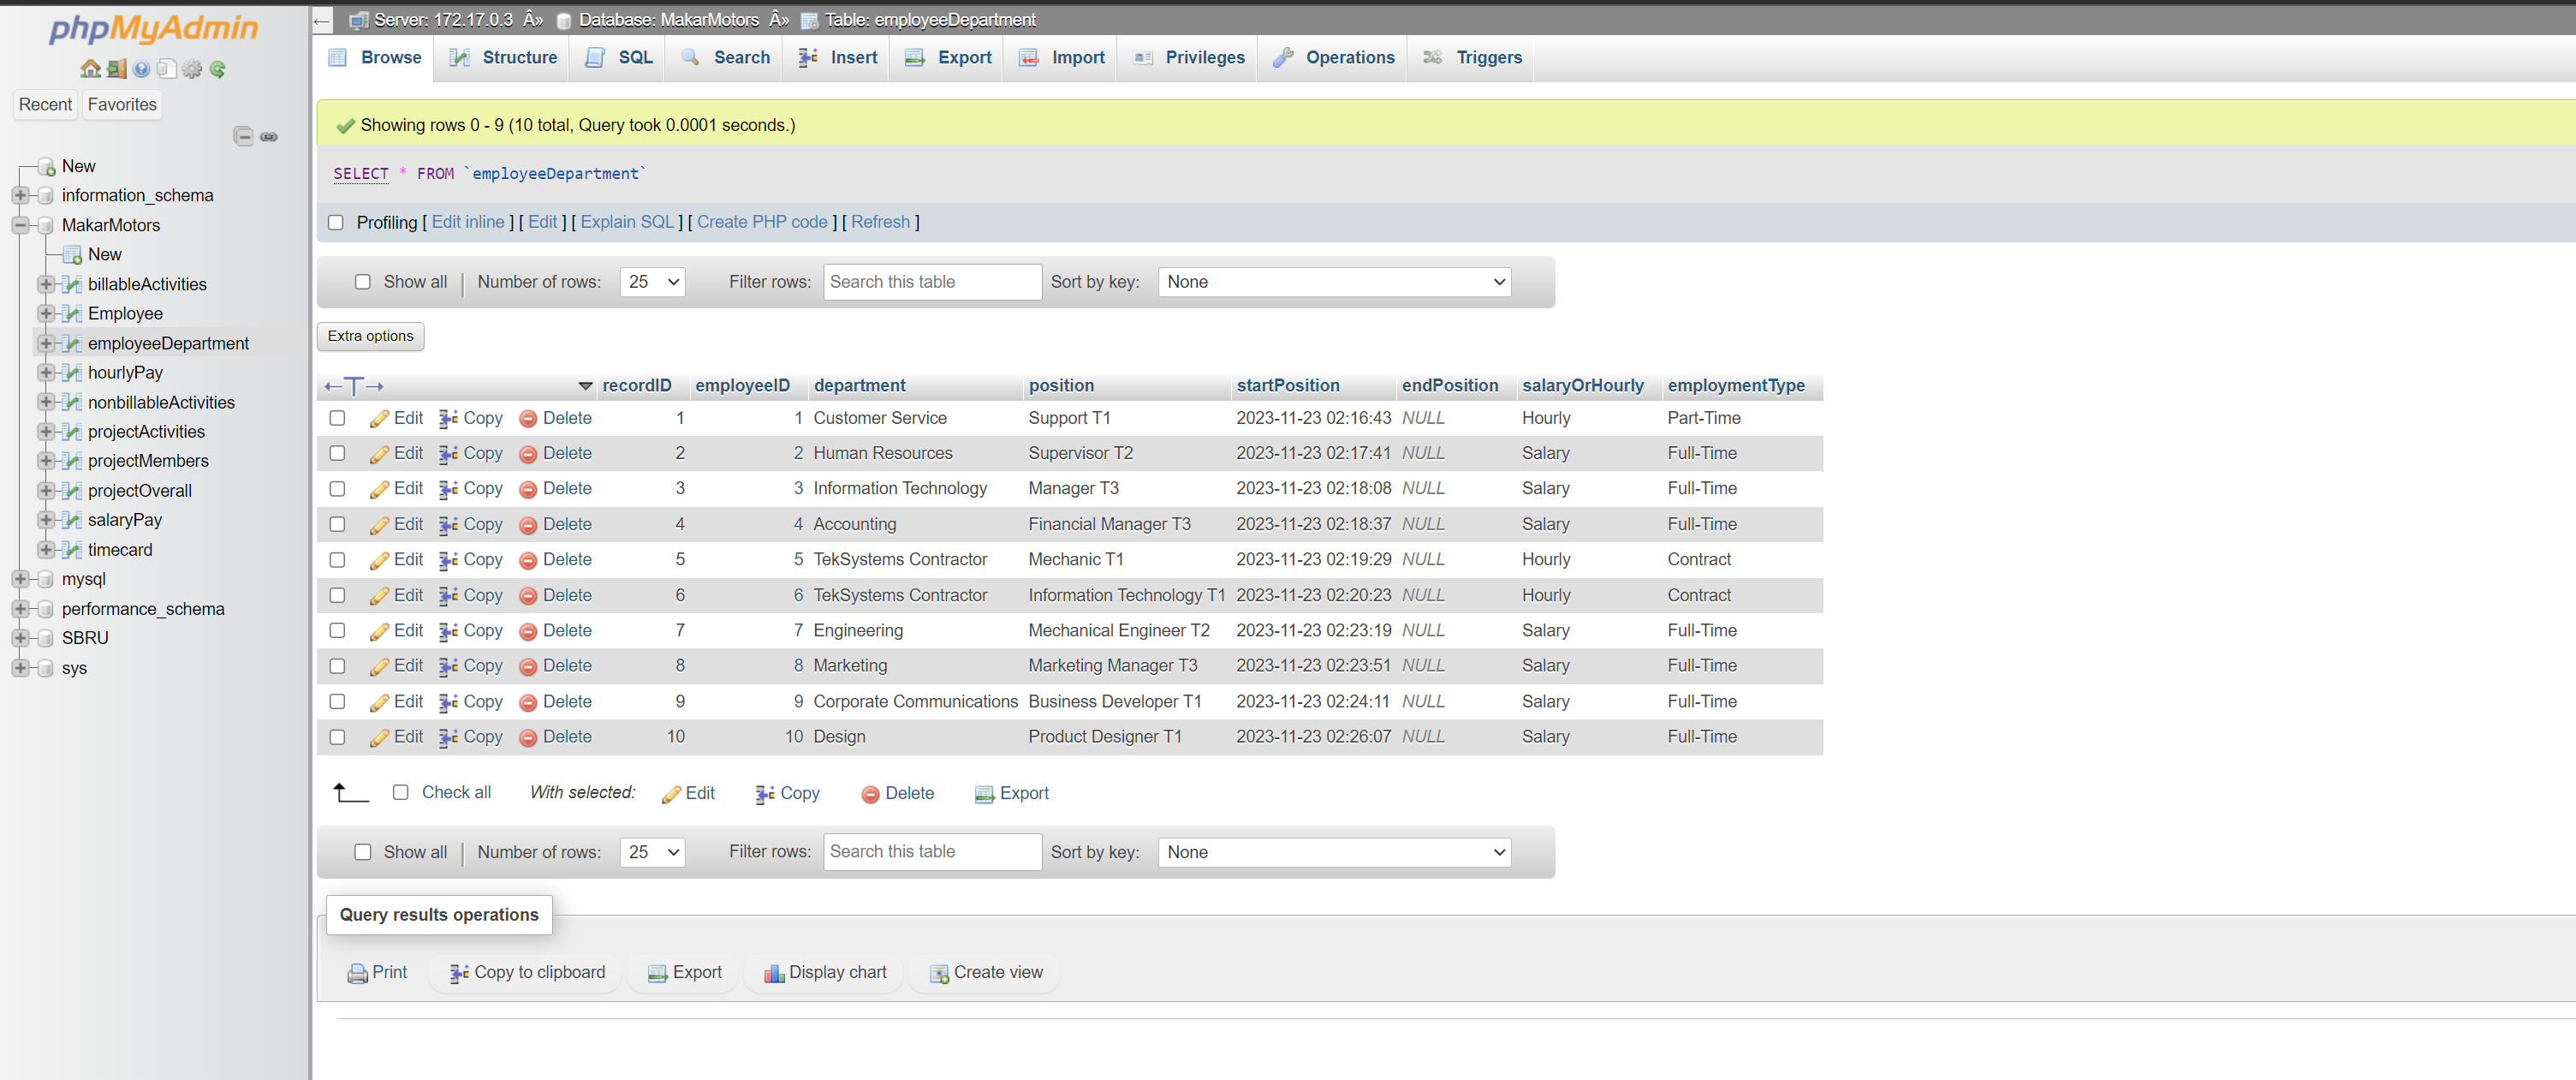 phpMyAdmin
Recent Favorites
New
information_schema
MakarMotors
New
billableActivities
Employee
employeeDepartment
hourlyPay
nonbillableActivities
projectActivities
projectMembers
projectOverall
salaryPay
timecard
mysql
performance_schema
SBRU
sys
← Server: 172.17.0.3 Â» Database: MakarMotors Â» Table: employeeDepartment
Browse Structure SQL Search Insert Export Import Privileges Operations Triggers
Showing rows 0 - 9 (10 total, Query took 0.0001 seconds.)
SELECT * FROM `employeeDepartment`
Profiling [ Edit inline ] [ Edit ] [ Explain SQL ] [ Create PHP code ] [ Refresh ]
Show all | Number of rows: 25 Filter rows: Search this table Sort by key: None
Extra options
←T→ recordID employeeID department position startPosition endPosition salaryOrHourly employmentType
Edit Copy Delete 1 1 Customer Service Support T1 2023-11-23 02:16:43 NULL Hourly Part-Time
Edit Copy Delete 2 2 Human Resources Supervisor T2 2023-11-23 02:17:41 NULL Salary Full-Time
Edit Copy Delete 3 3 Information Technology Manager T3 2023-11-23 02:18:08 NULL Salary Full-Time
Edit Copy Delete 4 4 Accounting Financial Manager T3 2023-11-23 02:18:37 NULL Salary Full-Time
Edit Copy Delete 5 5 TekSystems Contractor Mechanic T1 2023-11-23 02:19:29 NULL Hourly Contract
Edit Copy Delete 6 6 TekSystems Contractor Information Technology T1 2023-11-23 02:20:23 NULL Hourly Contract
Edit Copy Delete 7 7 Engineering Mechanical Engineer T2 2023-11-23 02:23:19 NULL Salary Full-Time
Edit Copy Delete 8 8 Marketing Marketing Manager T3 2023-11-23 02:23:51 NULL Salary Full-Time
Edit Copy Delete 9 9 Corporate Communications Business Developer T1 2023-11-23 02:24:11 NULL Salary Full-Time
Edit Copy Delete 10 10 Design Product Designer T1 2023-11-23 02:26:07 NULL Salary Full-Time
Check all With selected: Edit Copy Delete Export
Show all | Number of rows: 25 Filter rows: Search this table Sort by key: None
Query results operations
Print Copy to clipboard Export Display chart Create view